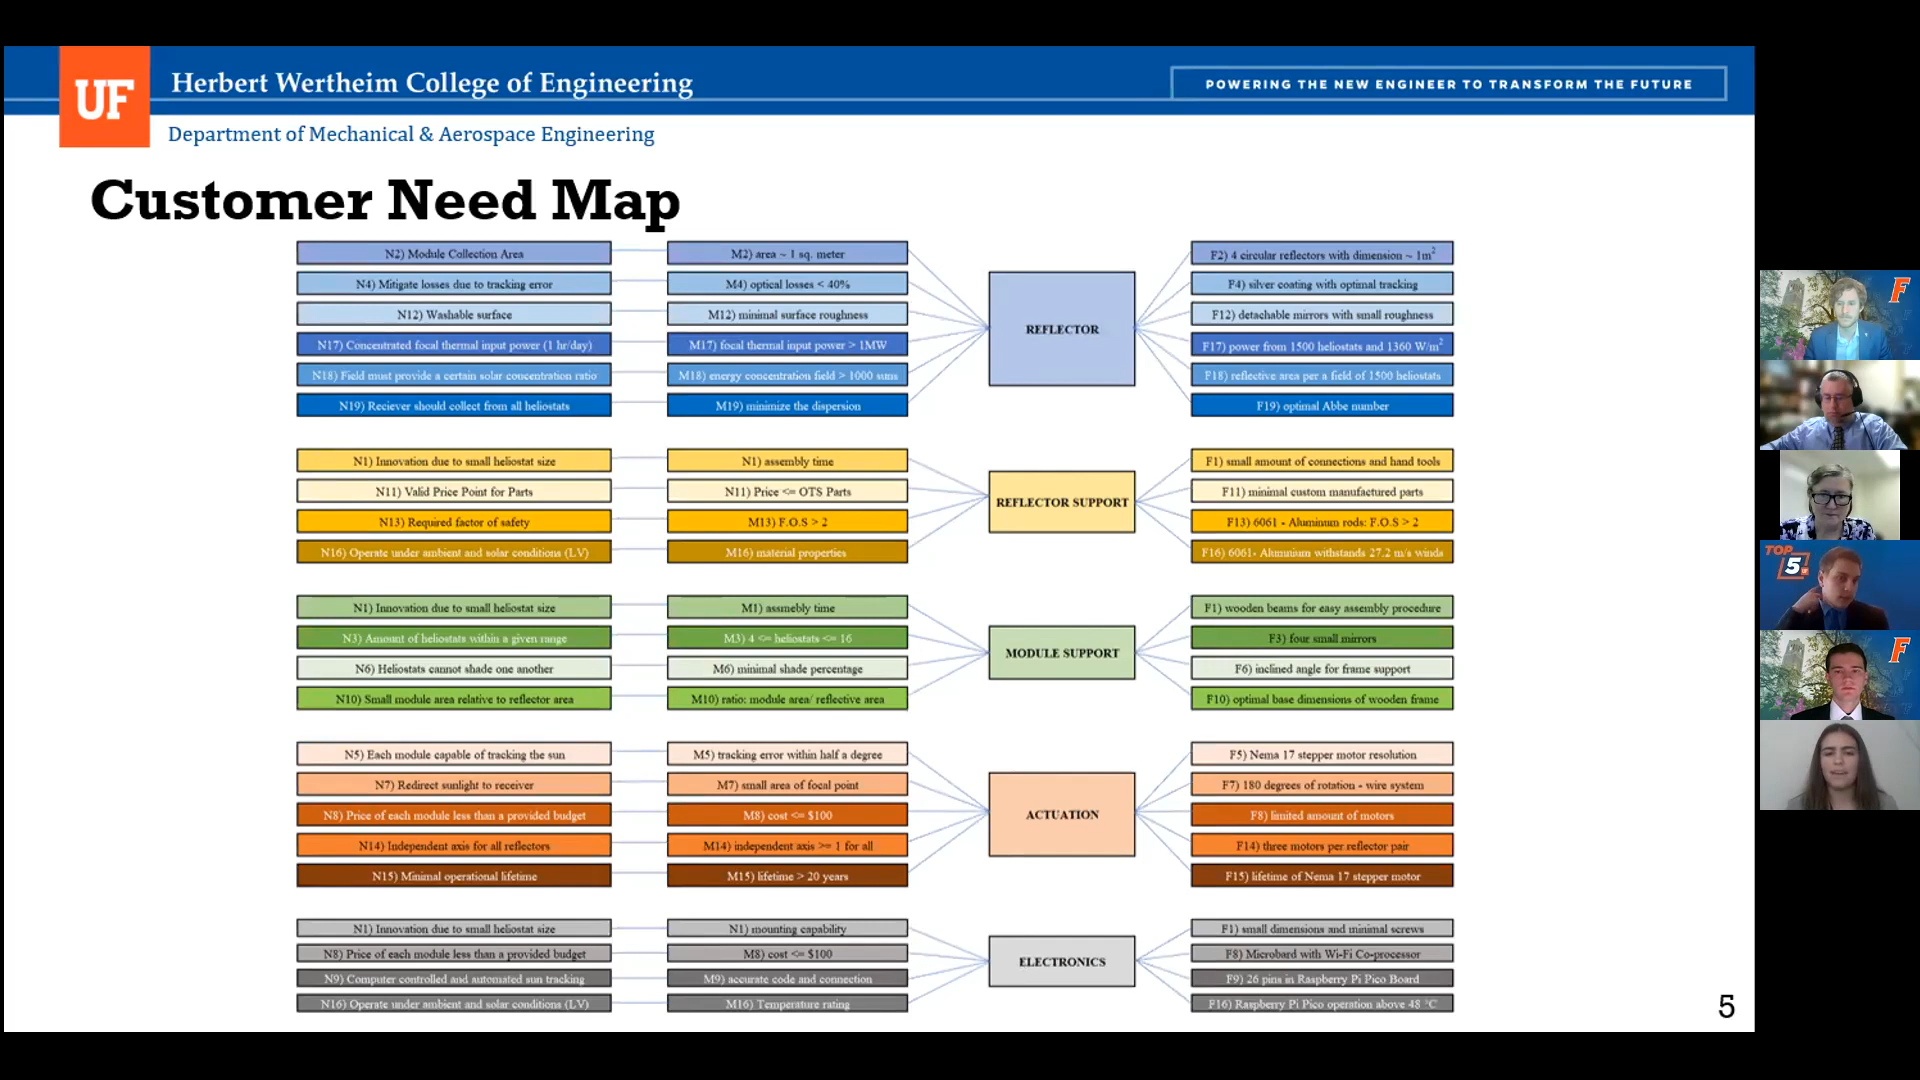 UF
Herbert Wertheim College of Engineering
POWERING THE NEW ENGINEER TO TRANSFORM THE FUTURE
Department of Mechanical & Aerospace Engineering
Customer Need Map
N2) Module Collection Area
M2) area ~ 1 sq. meter
F2) 4 circular reflectors with dimension ~ 1m²
N4) Mitigate losses due to tracking error
M4) optical losses < 40%
F4) silver coating with optimal tracking
N12) Washable surface
M12) minimal surface roughness
REFLECTOR
F12) detachable mirrors with small roughness
N17) Concentrated focal thermal input power (1 hr/day)
M17) focal thermal input power > 1MW
F17) power from 1500 heliostats and 1360 W/m²
N18) Field must provide a certain solar concentration ratio
M18) energy concentration field > 1000 suns
F18) reflective area per a field of 1500 heliostats
N19) Reciever should collect from all heliostats
M19) minimize the dispersion
F19) optimal Abbe number
N1) Innovation due to small heliostat size
N1) assembly time
F1) small amount of connections and hand tools
N11) Valid Price Point for Parts
N11) Price <= OTS Parts
REFLECTOR SUPPORT
F11) minimal custom manufactured parts
N13) Required factor of safety
M13) F.O.S > 2
F13) 6061 - Aluminum rods: F.O.S > 2
N16) Operate under ambient and solar conditions (LV)
M16) material properties
F16) 6061- Alumnium withstands 27.2 m/s winds
N1) Innovation due to small heliostat size
M1) assmebly time
F1) wooden beams for easy assembly procedure
N3) Amount of heliostats within a given range
M3) 4 <= heliostats <= 16
MODULE SUPPORT
F3) four small mirrors
N6) Heliostats cannot shade one another
M6) minimal shade percentage
F6) inclined angle for frame support
N10) Small module area relative to reflector area
M10) ratio: module area/ reflective area
F10) optimal base dimensions of wooden frame
N5) Each module capable of tracking the sun
M5) tracking error within half a degree
F5) Nema 17 stepper motor resolution
N7) Redirect sunlight to receiver
M7) small area of focal point
F7) 180 degrees of rotation - wire system
N8) Price of each module less than a provided budget
M8) cost <= $100
ACTUATION
F8) limited amount of motors
N14) Independent axis for all reflectors
M14) independent axis >= 1 for all
F14) three motors per reflector pair
N15) Minimal operational lifetime
M15) lifetime > 20 years
F15) lifetime of Nema 17 stepper motor
N1) Innovation due to small heliostat size
N1) mounting capability
F1) small dimensions and minimal screws
N8) Price of each module less than a provided budget
M8) cost <= $100
ELECTRONICS
F8) Microbard with Wi-Fi Co-processor
N9) Computer controlled and automated sun tracking
M9) accurate code and connection
F9) 26 pins in Raspberry Pi Pico Board
N16) Operate under ambient and solar conditions (LV)
M16) Temperature rating
F16) Raspberry Pi Pico operation above 48 °C
5
F
TOP
5
F